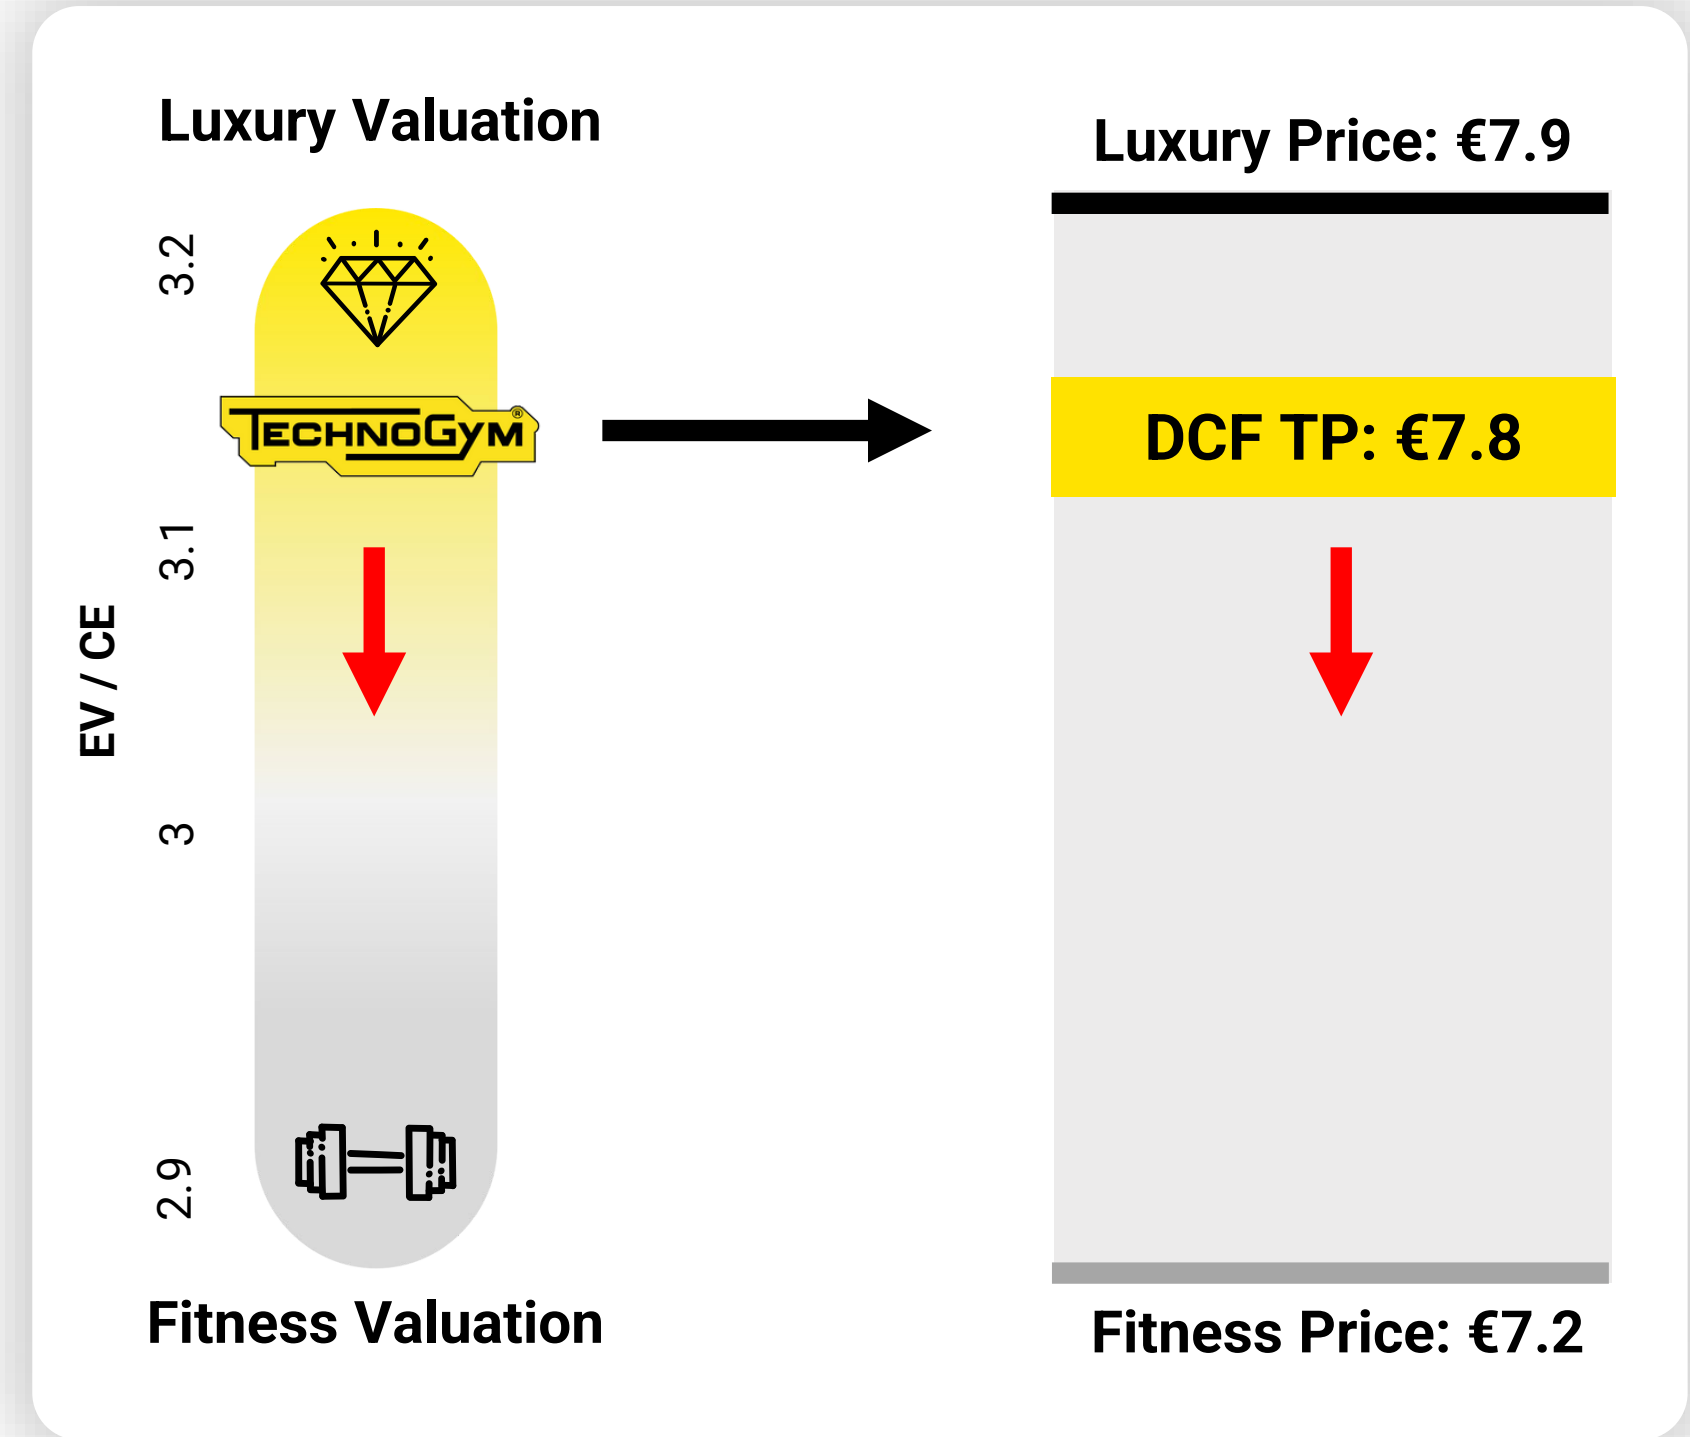 Luxury Valuation
Luxury Price: €7.9
3.2
TECHNOGYM®
DCF TP: €7.8
3.1
EV / CE
3
2.9
Fitness Valuation
Fitness Price: €7.2